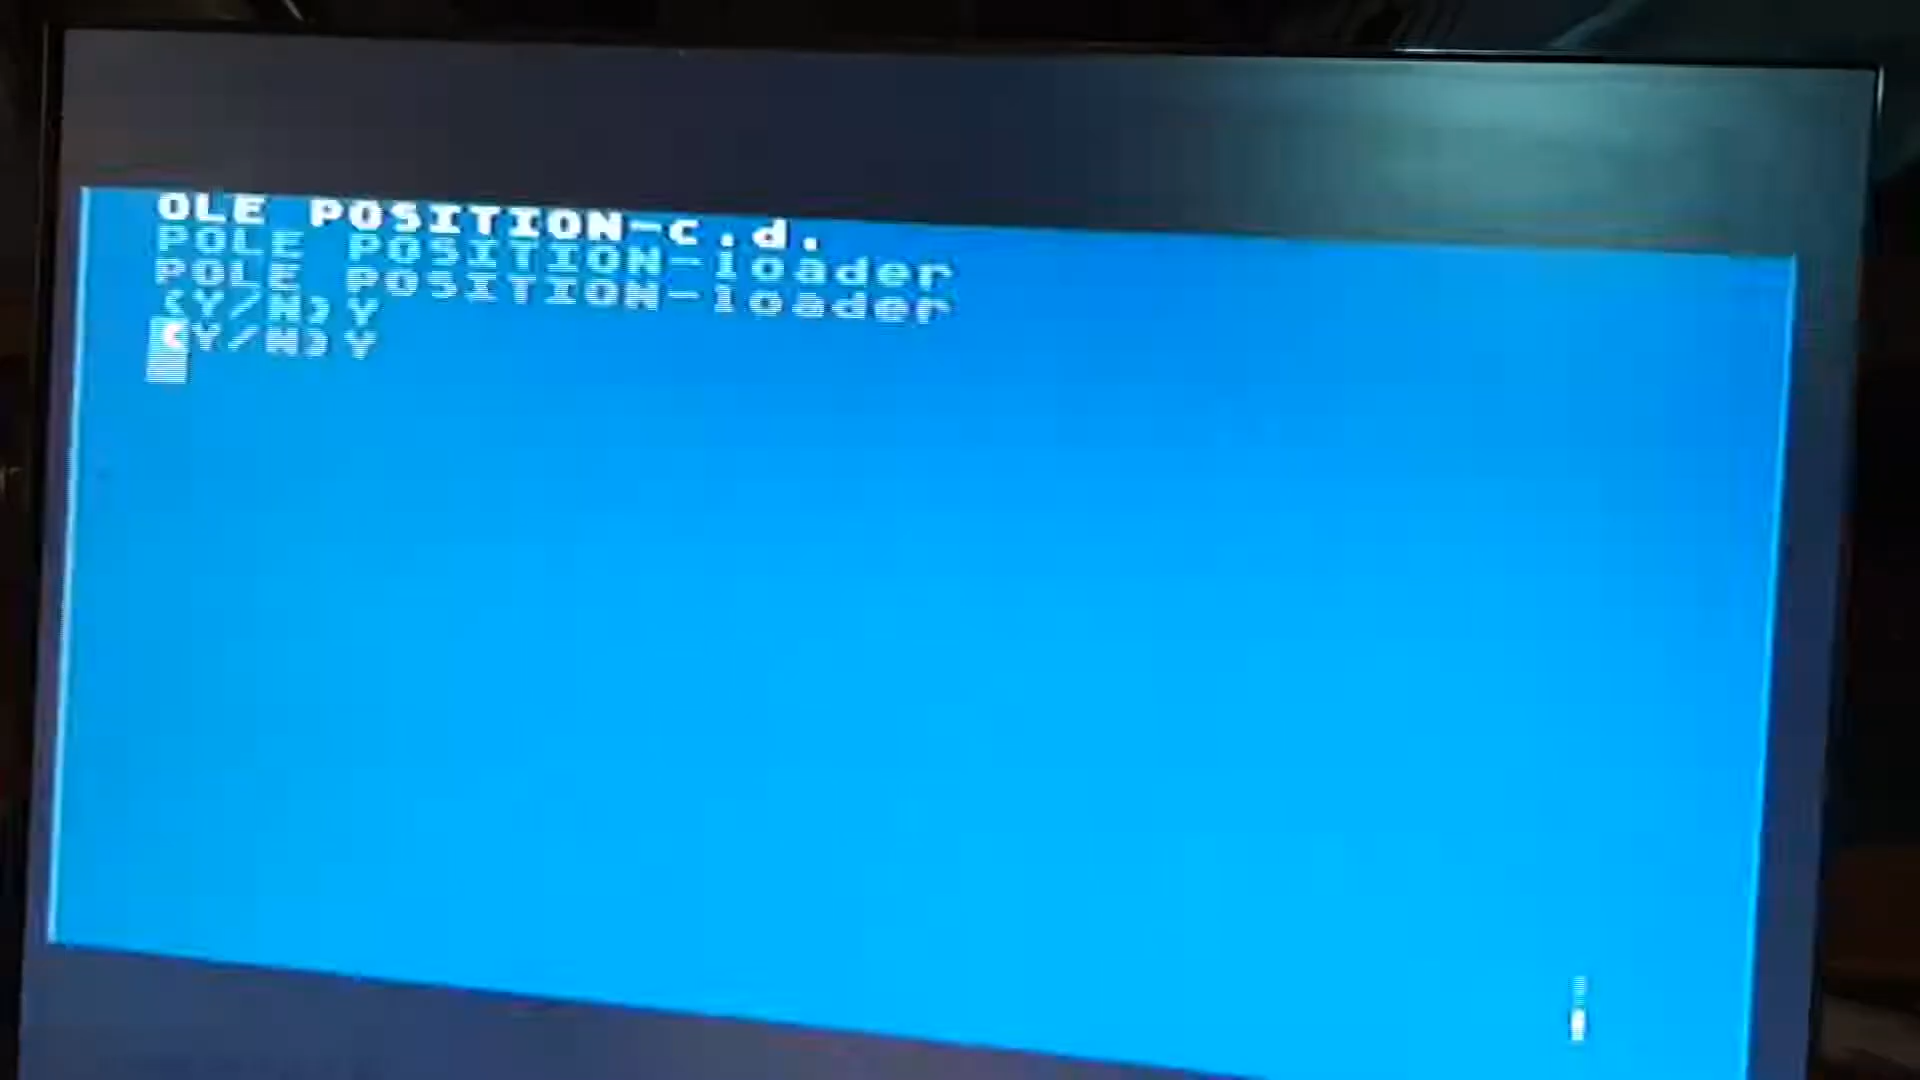 OLE POSITION-c.d.
POLE POSITION-loader
POLE POSITION-loader
(Y/N)Y
(Y/N)Y